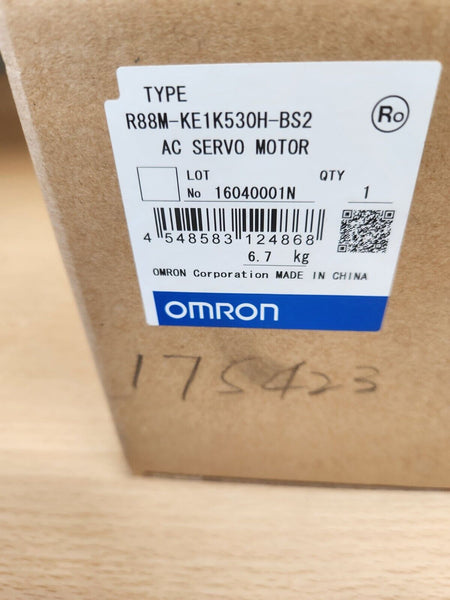 TYPE
R88M-KE1K530H-BS2
Ro
AC SERVO MOTOR
LOT
No 16040001N
QTY
1
4 548583 124868
6.7 kg
OMRON Corporation MADE IN CHINA
OMRON
175423